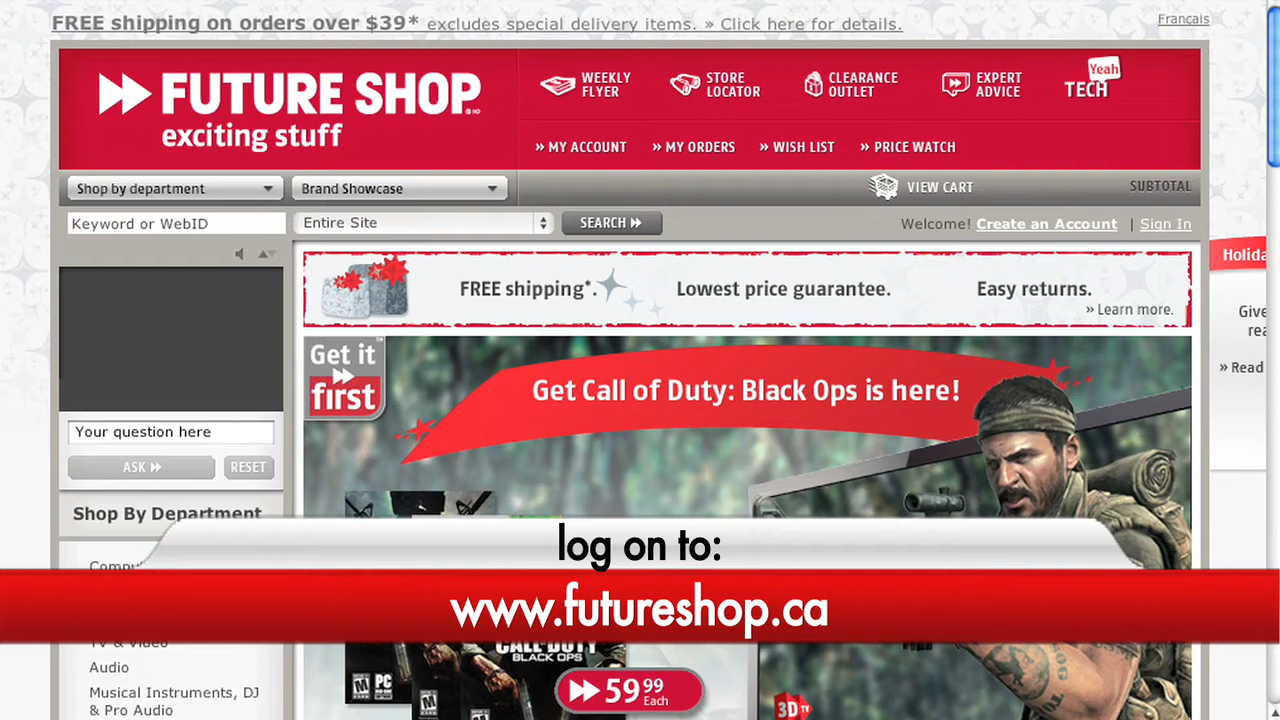 FREE shipping on orders over $39* excludes special delivery items. » Click here for details.
Français
FUTURE SHOP
exciting stuff
WEEKLY
FLYER
STORE
LOCATOR
CLEARANCE
OUTLET
EXPERT
ADVICE
Yeah
TECH
» MY ACCOUNT
» MY ORDERS
» WISH LIST
» PRICE WATCH
Shop by department
Brand Showcase
VIEW CART
SUBTOTAL
Keyword or WebID
Entire Site
SEARCH
Welcome! Create an Account | Sign In
FREE shipping*.
Lowest price guarantee.
Easy returns.
» Learn more.
Holida
Give
rea
» Read
Get it
first
Get Call of Duty: Black Ops is here!
Your question here
ASK
RESET
Shop By Department
log on to:
www.futureshop.ca
TV & Video
Audio
Musical Instruments, DJ
& Pro Audio
CALL OF DUTY
BLACK OPS
PC
59 99
Each
3D TV